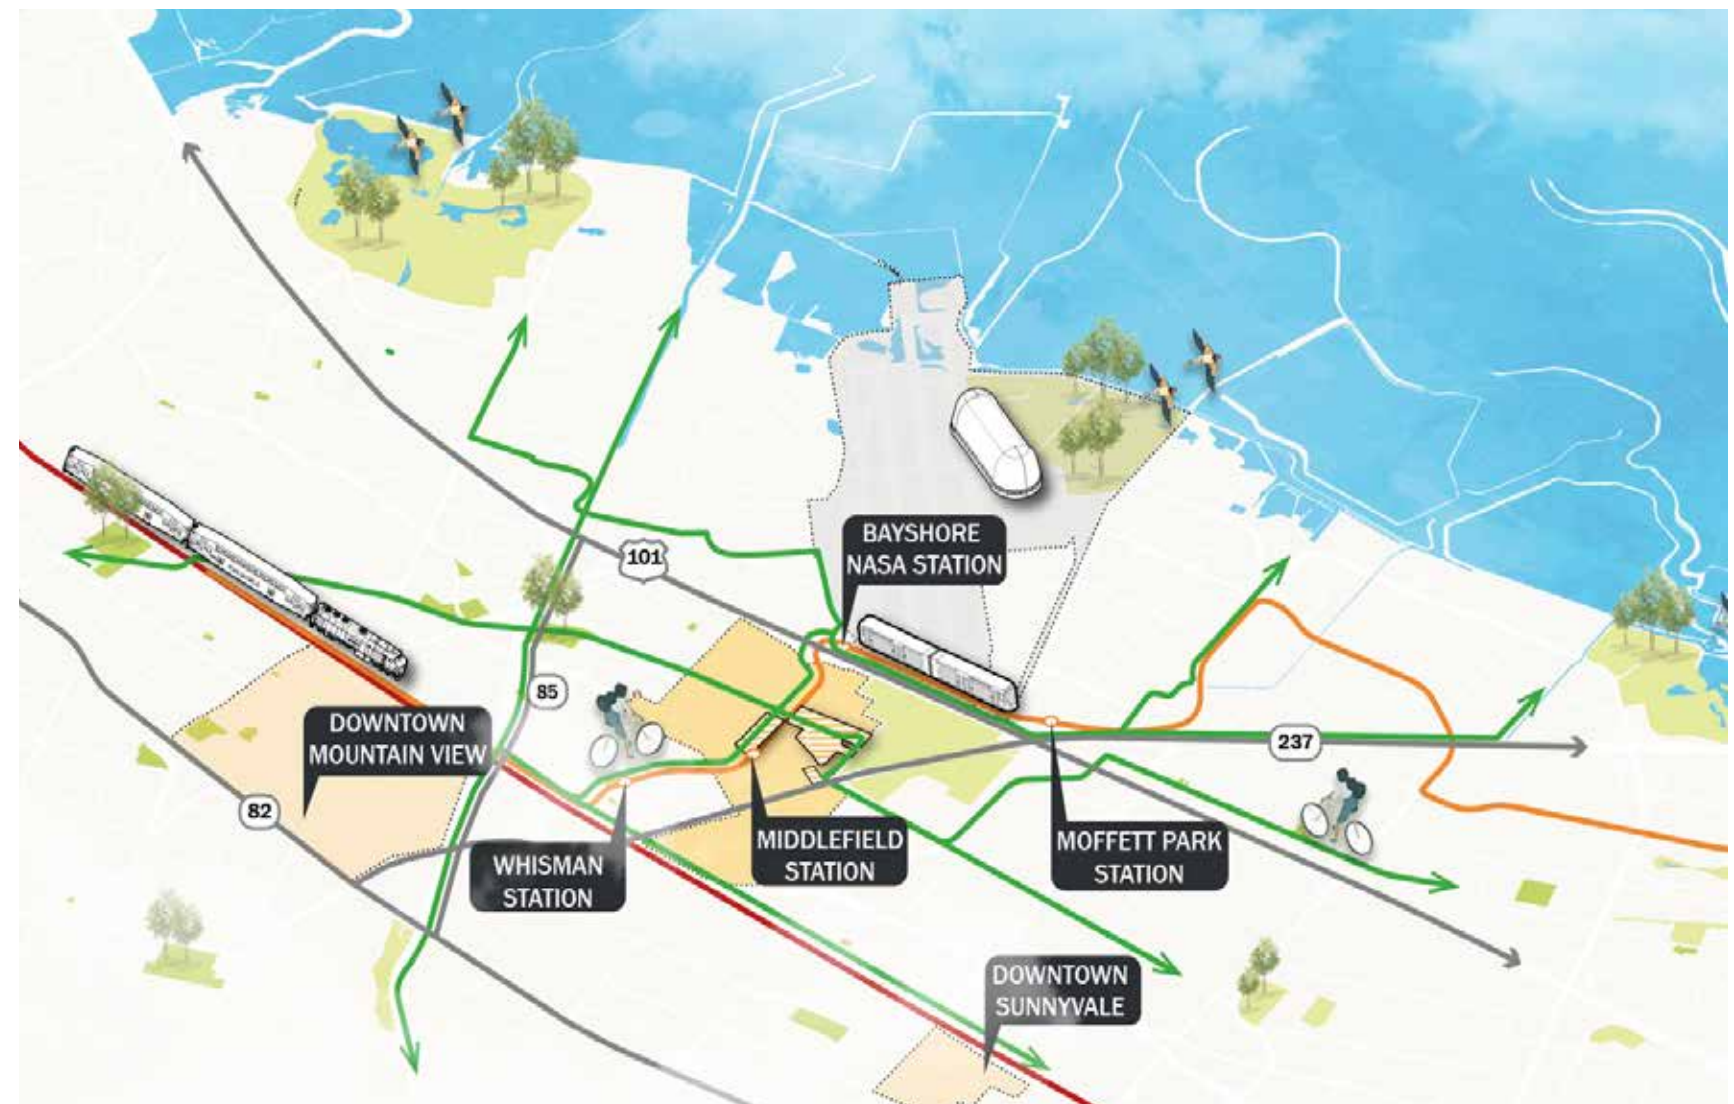 BAYSHORE
NASA STATION
101
85
DOWNTOWN
MOUNTAIN VIEW
237
82
MIDDLEFIELD
STATION
MOFFETT PARK
STATION
WHISMAN
STATION
DOWNTOWN
SUNNYVALE